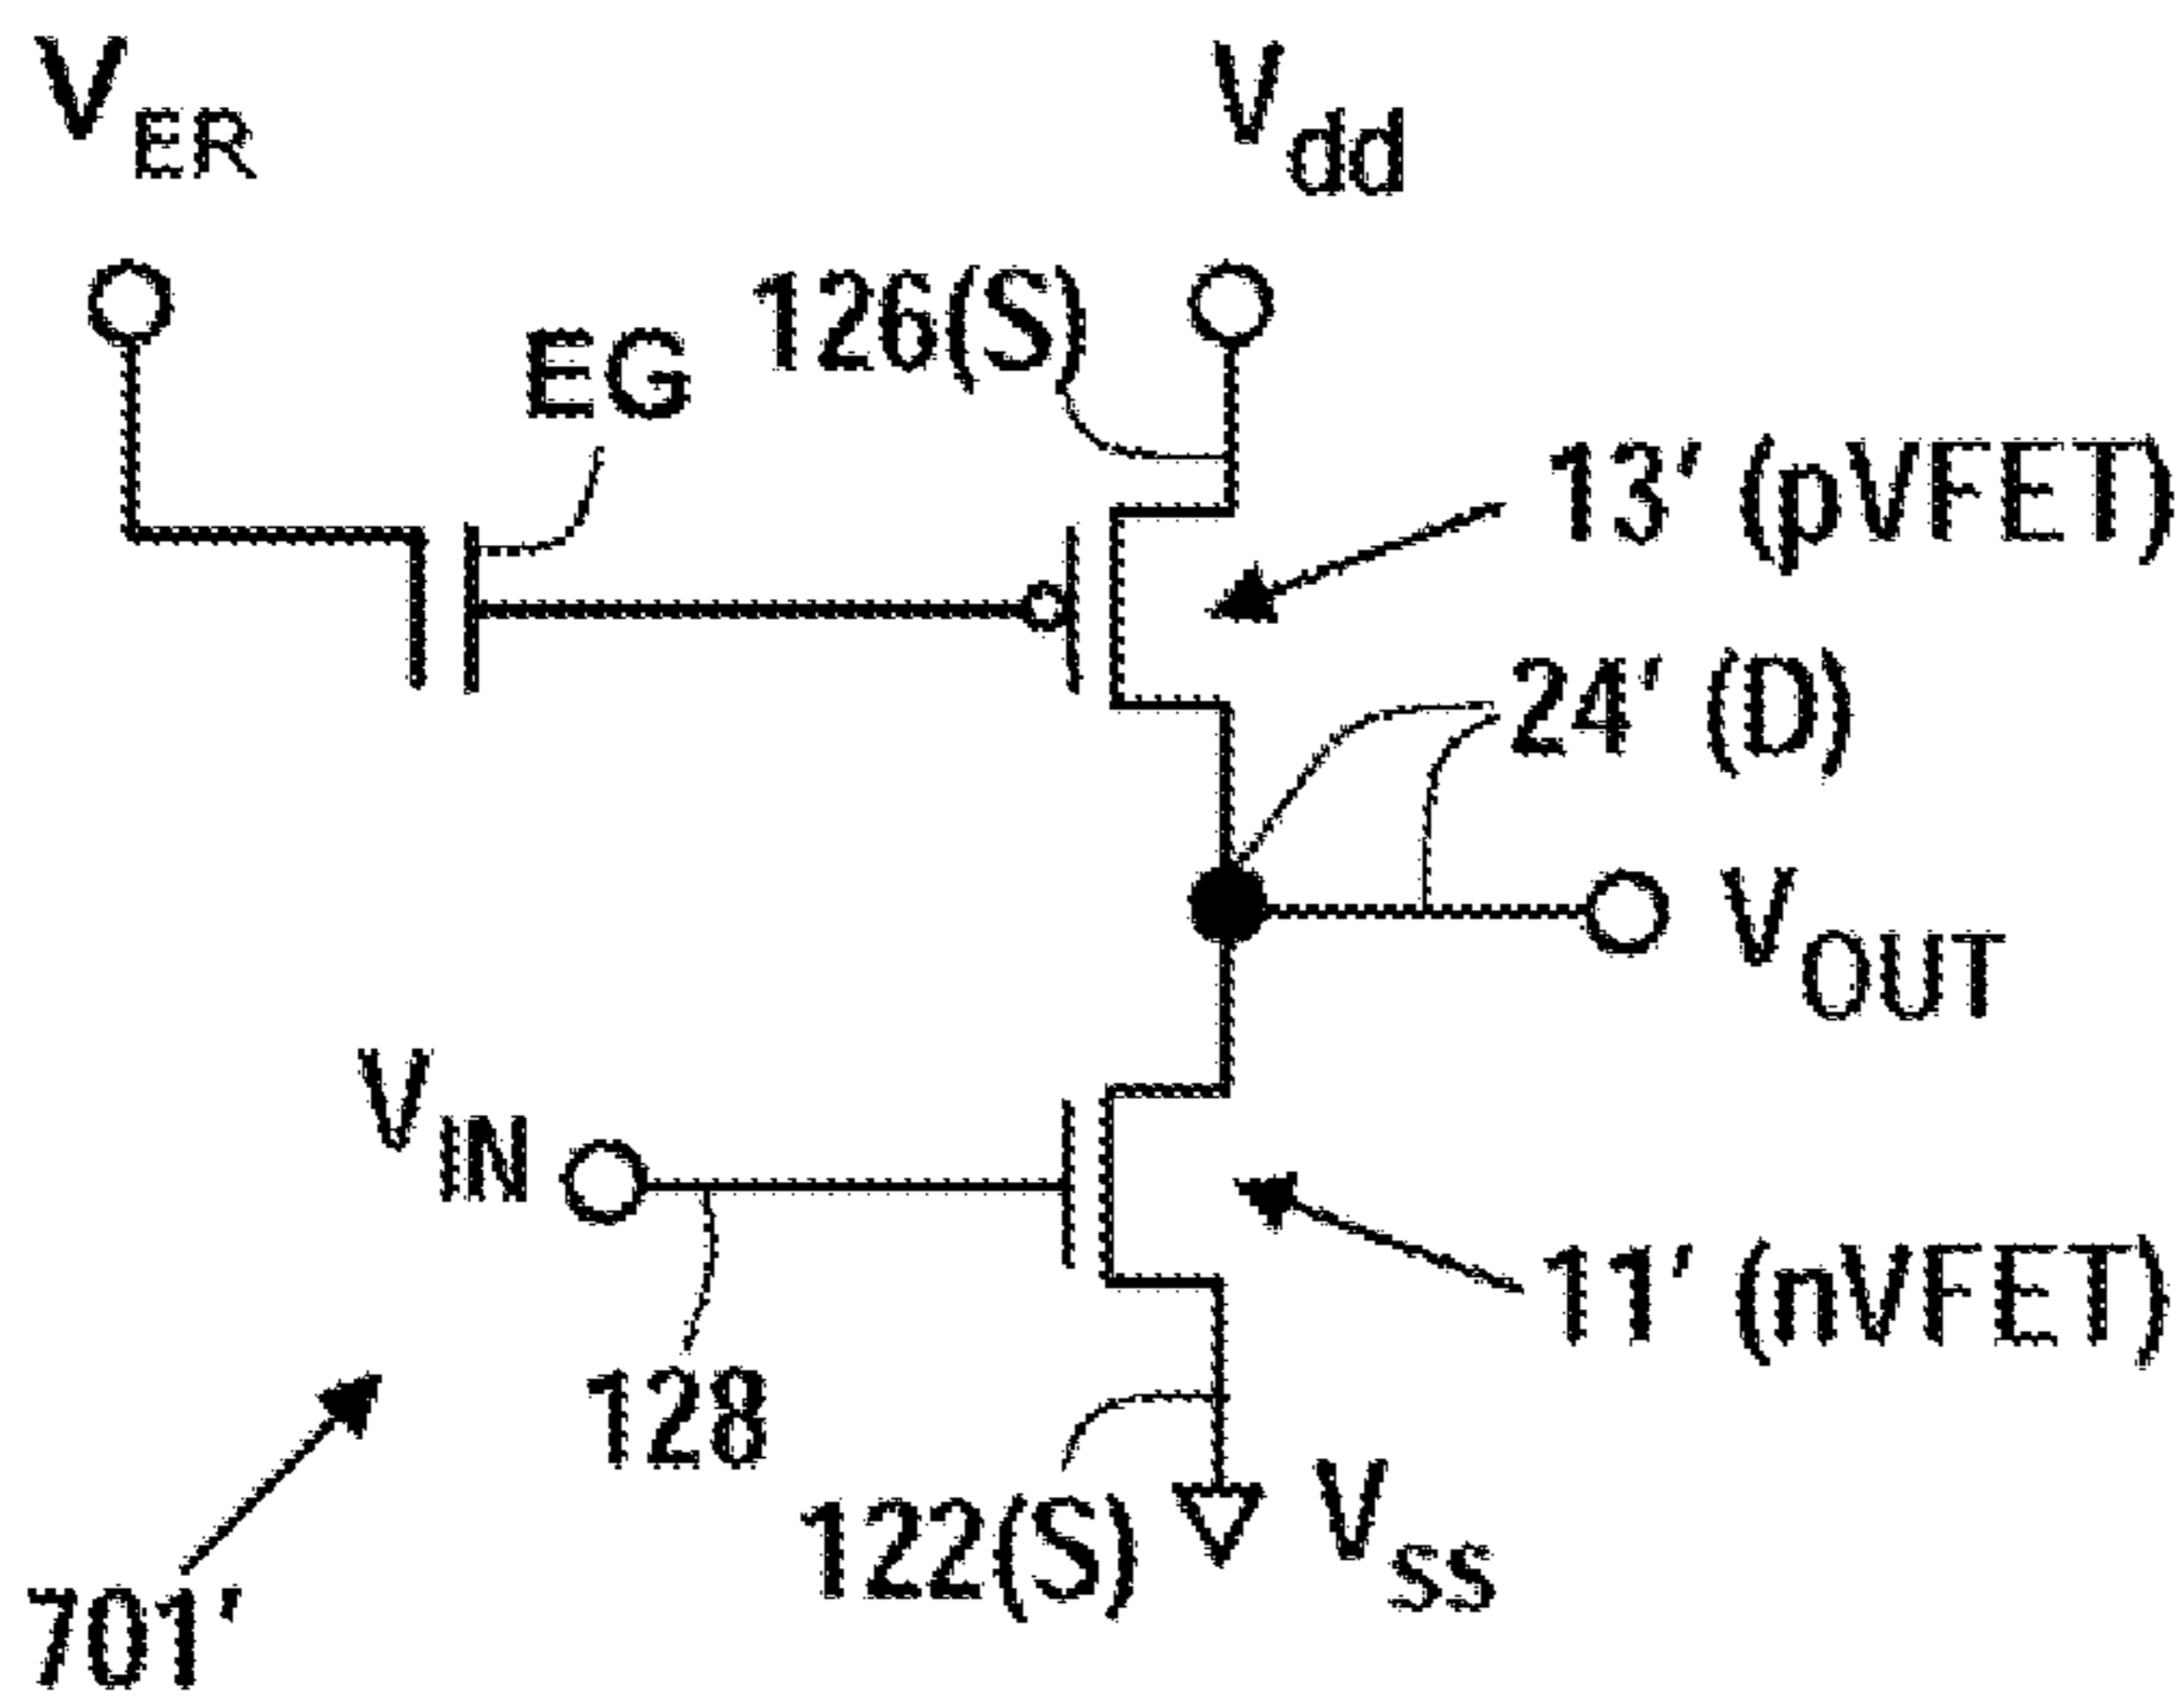 V_ER
V_dd
EG
126(S)
13' (pVFET)
24' (D)
V_OUT
V_IN
11' (nVFET)
128
122(S)
V_SS
701'